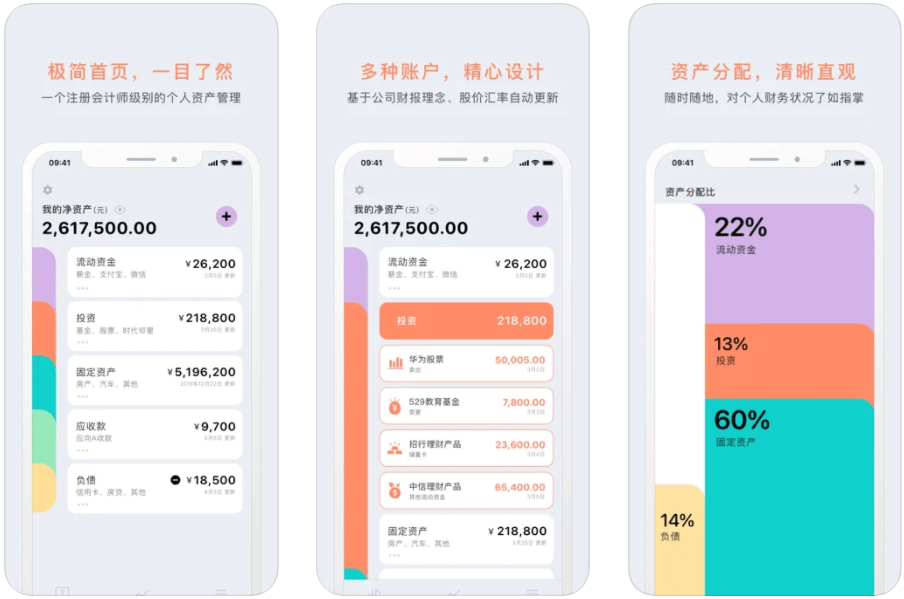 极简首页，一目了然
一个注册会计师级别的个人资产管理
09:41
我的净资产(元)
2,617,500.00
流动资金
¥26,200
薪金、支付宝、微信
3月5日 更新
投资
¥218,800
基金、股票、时代邻里
3月28日 更新
固定资产
¥5,196,200
房产、汽车、其他
2019年12月22日 更新
应收款
¥9,700
应向A收款
5月6日 更新
负债
¥18,500
信用卡、房贷、其他
4月3日 更新
多种账户，精心设计
基于公司财报理念、股价汇率自动更新
09:41
我的净资产(元)
2,617,500.00
流动资金
¥ 26,200
薪金、支付宝、微信
3月5日 更新
投资
218,800
华为股票
50,005.00
卖出
3月2日
529教育基金
7,800.00
变更
3月3日
招行理财产品
23,600.00
储蓄卡
3月4日
中信理财产品
65,400.00
其他流动资金
3月5日
固定资产
¥ 218,800
房产、汽车、其他
3月28日 更新
资产分配，清晰直观
随时随地，对个人财务状况了如指掌
09:41
资产分配比
22%
流动资金
13%
投资
60%
固定资产
14%
负债